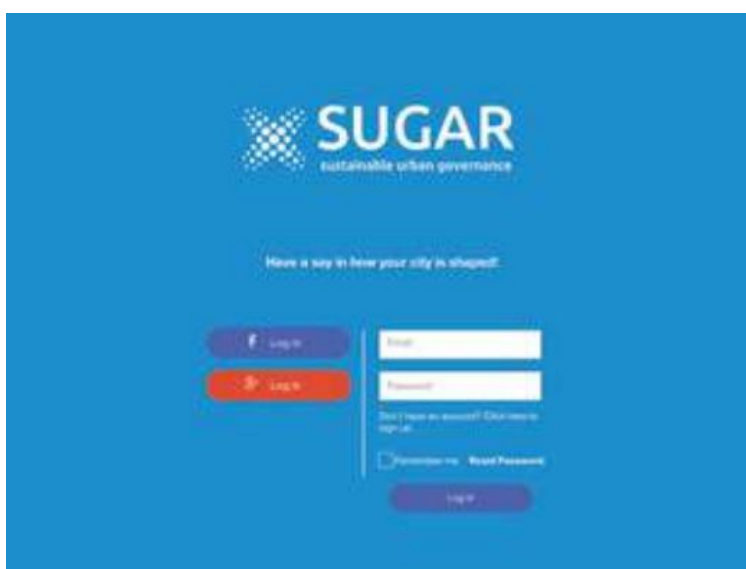 SUGAR
sustainable urban governance
Have a say in how your city is shaped!
f Log in
g+ Log in
Email
Password
Don't have an account? Click here to
sign up
Remember me Reset Password
Log in